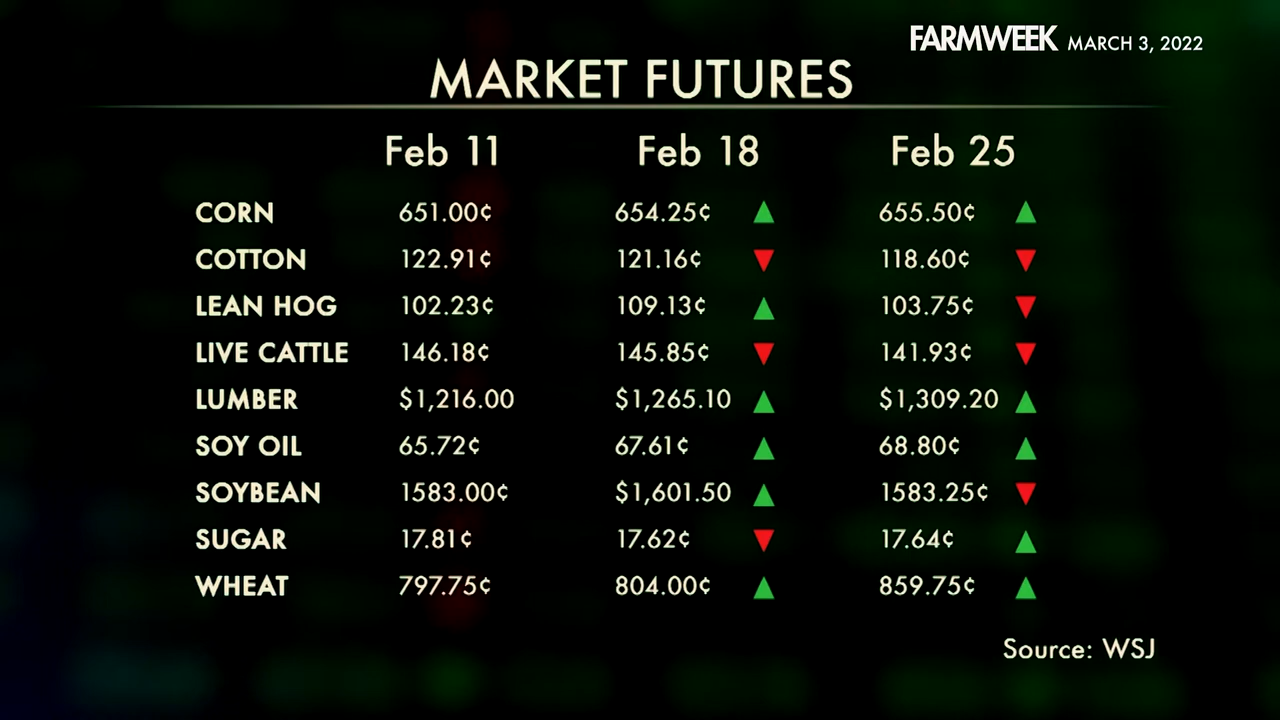 FARMWEEK MARCH 3, 2022
MARKET FUTURES
Feb 11 Feb 18 Feb 25
CORN 651.00¢ 654.25¢ 655.50¢
COTTON 122.91¢ 121.16¢ 118.60¢
LEAN HOG 102.23¢ 109.13¢ 103.75¢
LIVE CATTLE 146.18¢ 145.85¢ 141.93¢
LUMBER $1,216.00 $1,265.10 $1,309.20
SOY OIL 65.72¢ 67.61¢ 68.80¢
SOYBEAN 1583.00¢ $1,601.50 1583.25¢
SUGAR 17.81¢ 17.62¢ 17.64¢
WHEAT 797.75¢ 804.00¢ 859.75¢
Source: WSJ